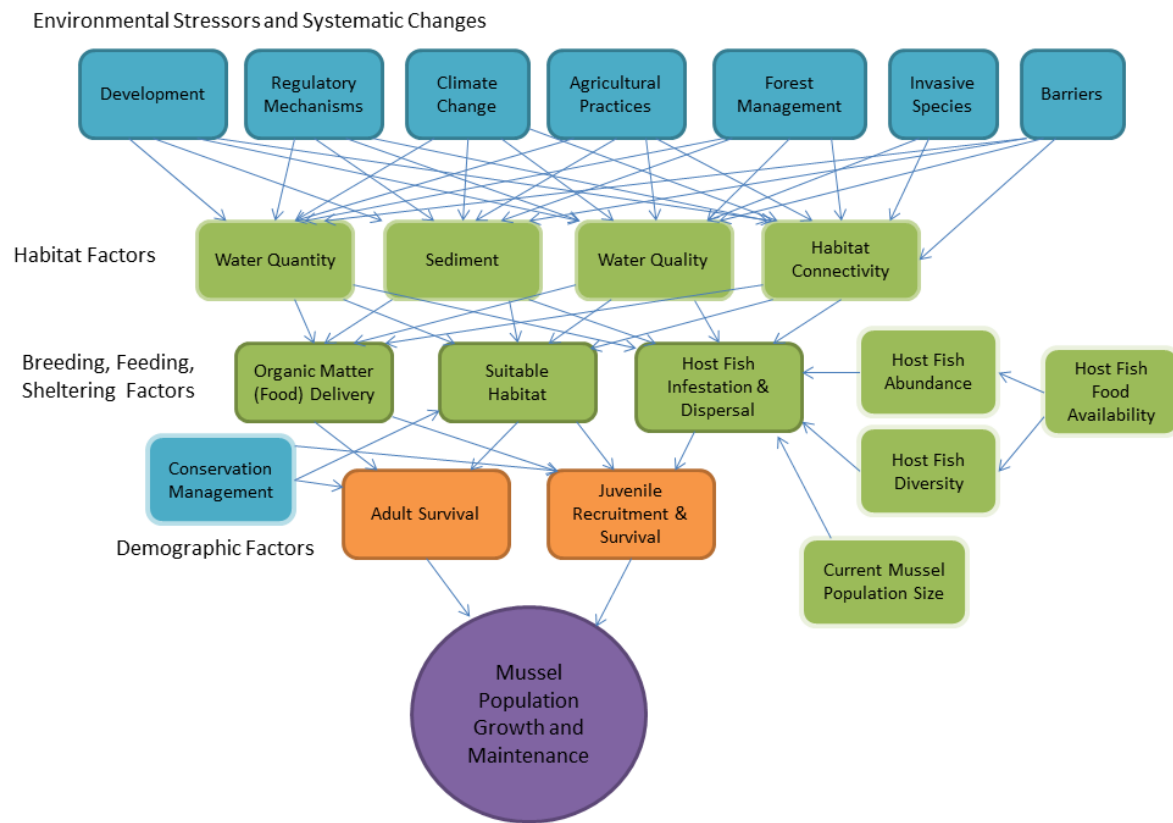 Environmental Stressors and Systematic Changes
Development
Regulatory
Mechanisms
Climate
Change
Agricultural
Practices
Forest
Management
Invasive
Species
Barriers
Habitat Factors
Water Quantity
Sediment
Water Quality
Habitat
Connectivity
Breeding, Feeding,
Sheltering Factors
Organic Matter
(Food) Delivery
Suitable
Habitat
Host Fish
Infestation &
Dispersal
Host Fish
Abundance
Host Fish
Food
Availability
Host Fish
Diversity
Conservation
Management
Adult Survival
Juvenile
Recruitment &
Survival
Demographic Factors
Current Mussel
Population Size
Mussel
Population
Growth and
Maintenance